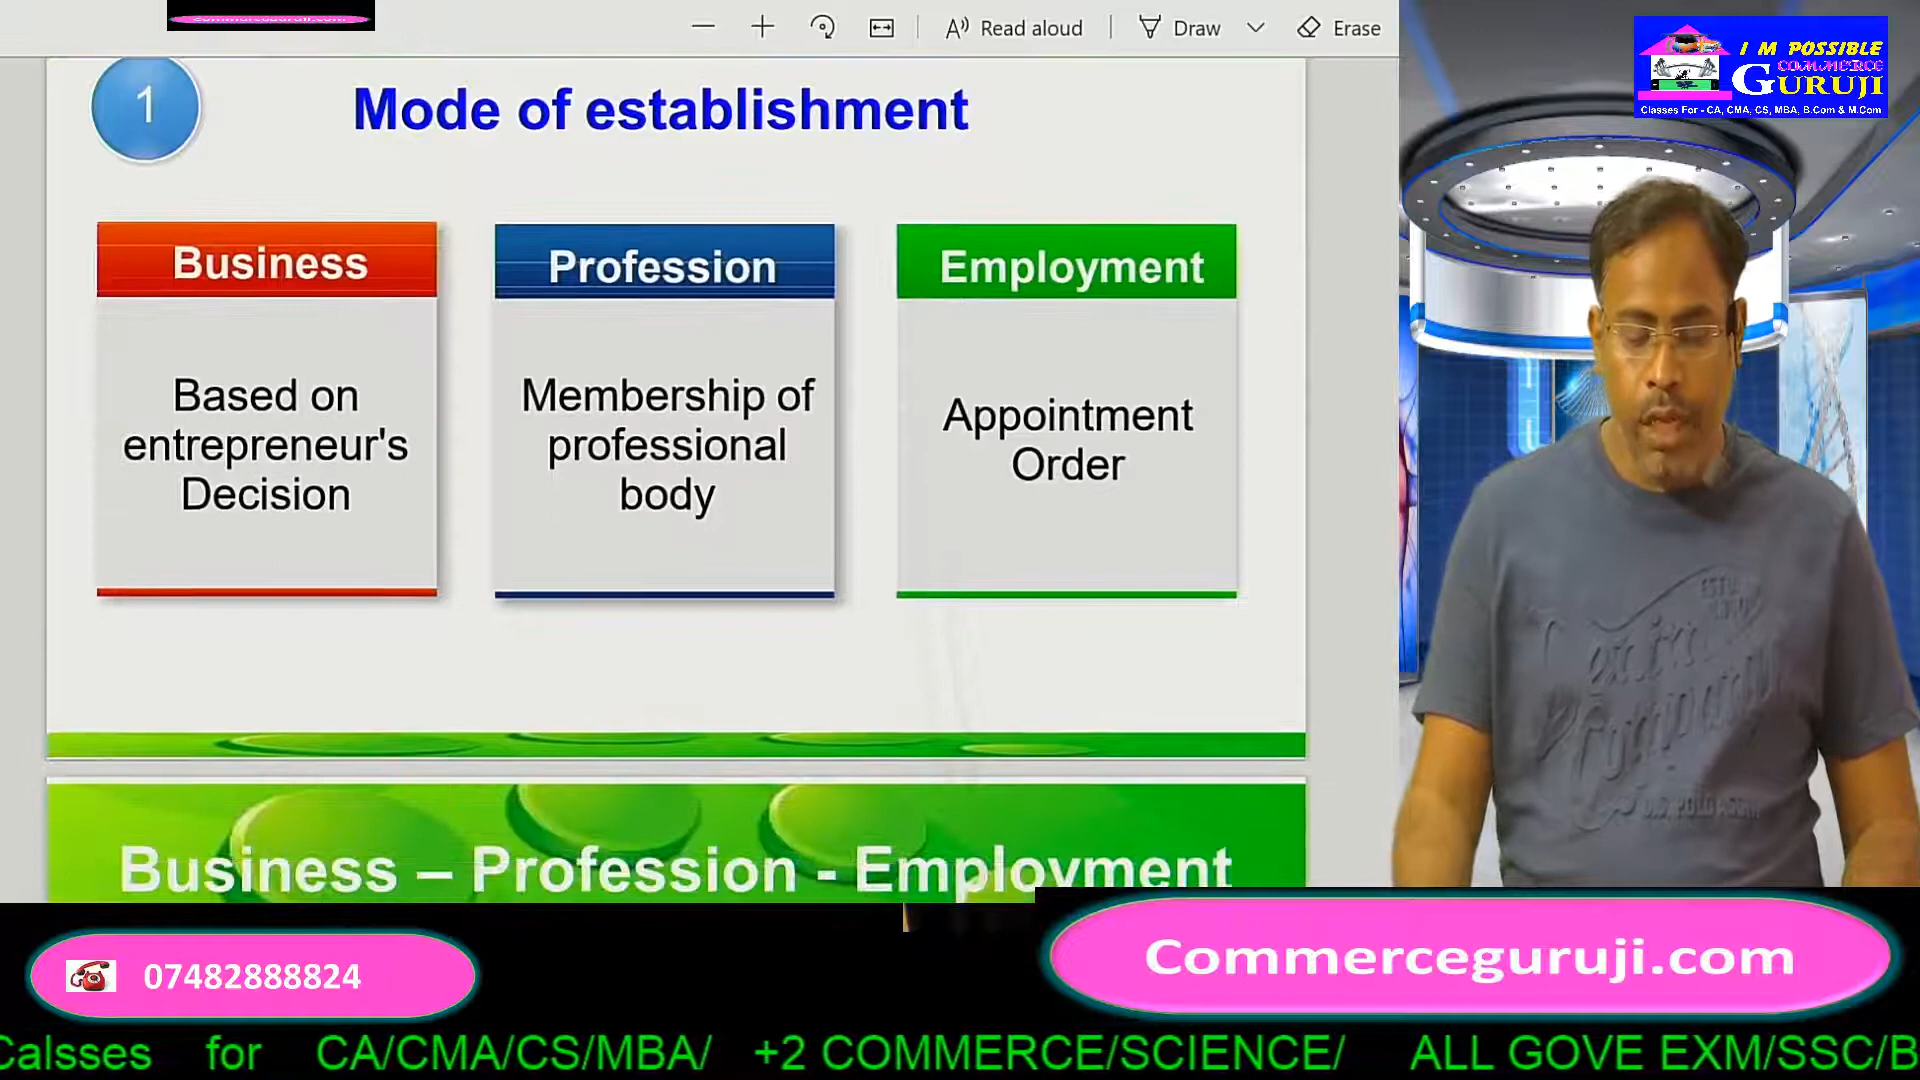 Read aloud
Draw
Erase
I M POSSIBLE
COMMERCE
GURUJI
Classes For - CA, CMA, CS, MBA, B.Com & M.Com
1
Mode of establishment
Business
Based on
entrepreneur's
Decision
Profession
Membership of
professional
body
Employment
Appointment
Order
Business – Profession - Employment
07482888824
Commerceguruji.com
Calsses for CA/CMA/CS/MBA/ +2 COMMERCE/SCIENCE/ ALL GOVE EXM/SSC/B